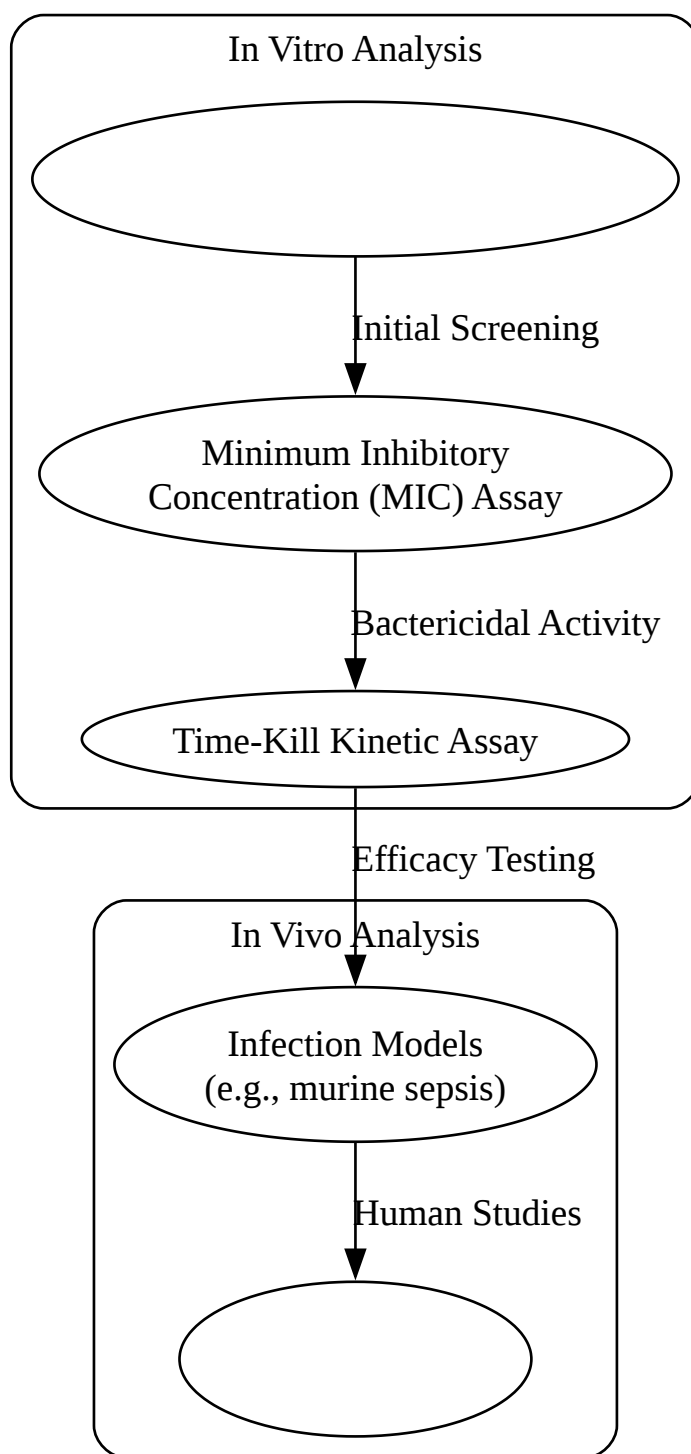 In Vitro Analysis
Initial Screening
Minimum Inhibitory
Concentration (MIC) Assay
Bactericidal Activity
Time-Kill Kinetic Assay
Efficacy Testing
In Vivo Analysis
Infection Models
(e.g., murine sepsis)
Human Studies